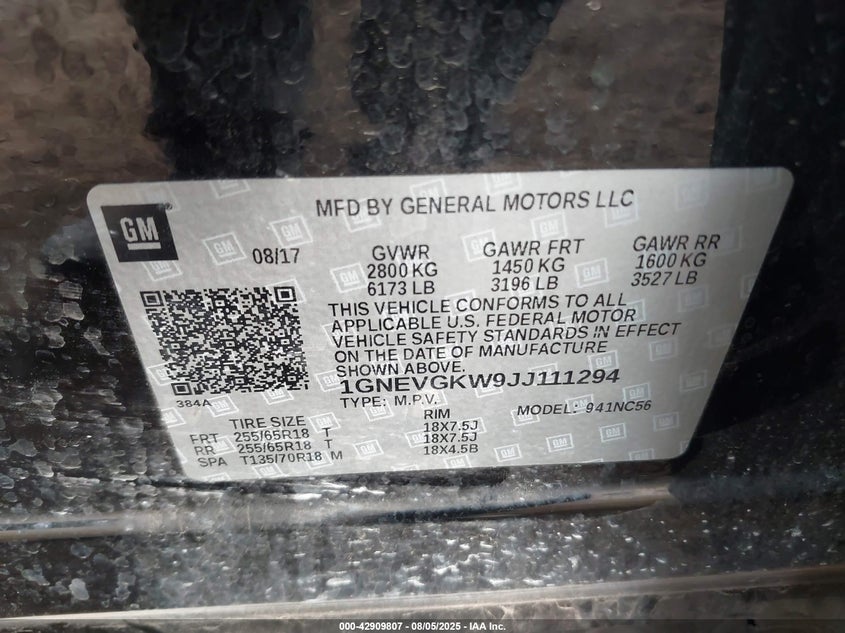 GM
MFD BY GENERAL MOTORS LLC
08/17
GVWR GAWR FRT GAWR RR
2800 KG 1450 KG 1600 KG
6173 LB 3196 LB 3527 LB
THIS VEHICLE CONFORMS TO ALL
APPLICABLE U.S. FEDERAL MOTOR
VEHICLE SAFETY STANDARDS IN EFFECT
ON THE DATE OF MANUFACTURE
SHOWN ABOVE.
1GNEVGKW9JJ111294
384A
TYPE: M.P.V. MODEL: 941NC56
TIRE SIZE RIM
FRT 255/65R18 T 18X7.5J
RR 255/65R18 T 18X7.5J
SPA T135/70R18 M 18X4.5B
000-42909807 - 08/05/2025 - IAA Inc.